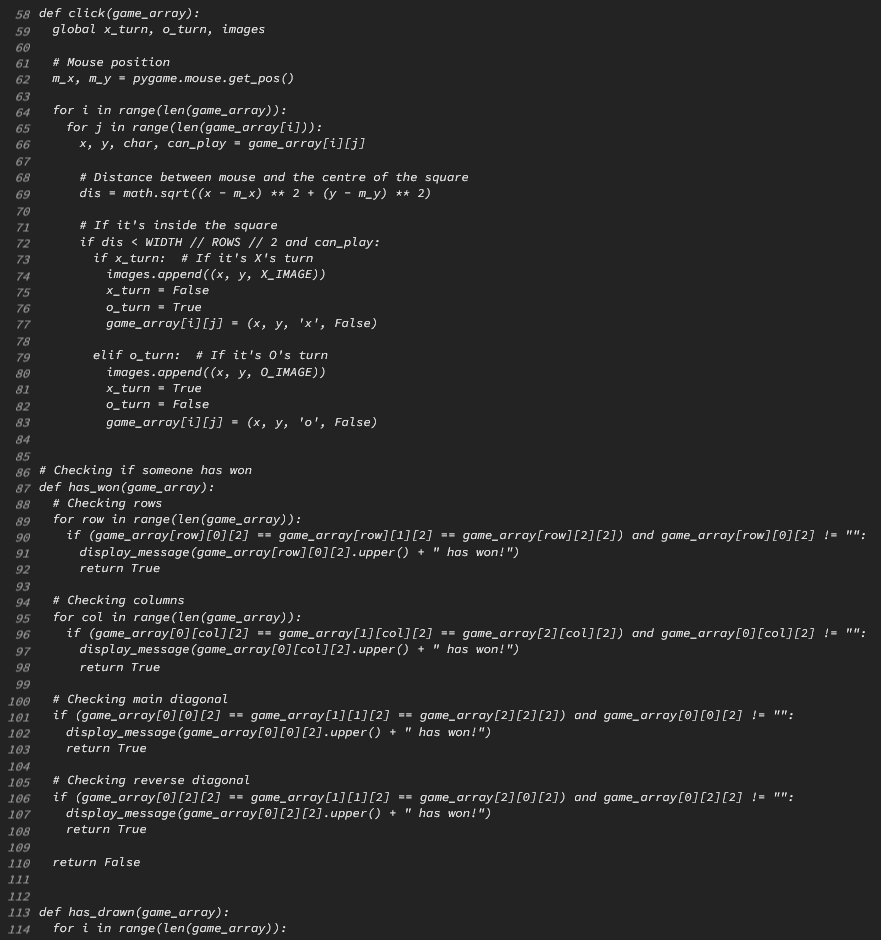 58 def click(game_array):
59   global x_turn, o_turn, images
60
61   # Mouse position
62   m_x, m_y = pygame.mouse.get_pos()
63
64   for i in range(len(game_array)):
65     for j in range(len(game_array[i])):
66       x, y, char, can_play = game_array[i][j]
67
68       # Distance between mouse and the centre of the square
69       dis = math.sqrt((x - m_x) ** 2 + (y - m_y) ** 2)
70
71       # If it's inside the square
72       if dis < WIDTH // ROWS // 2 and can_play:
73         if x_turn:  # If it's X's turn
74           images.append((x, y, X_IMAGE))
75           x_turn = False
76           o_turn = True
77           game_array[i][j] = (x, y, 'x', False)
78
79         elif o_turn:  # If it's O's turn
80           images.append((x, y, O_IMAGE))
81           x_turn = True
82           o_turn = False
83           game_array[i][j] = (x, y, 'o', False)
84
85
86 # Checking if someone has won
87 def has_won(game_array):
88   # Checking rows
89   for row in range(len(game_array)):
90     if (game_array[row][0][2] == game_array[row][1][2] == game_array[row][2][2]) and game_array[row][0][2] != "":
91       display_message(game_array[row][0][2].upper() + " has won!")
92       return True
93
94   # Checking columns
95   for col in range(len(game_array)):
96     if (game_array[0][col][2] == game_array[1][col][2] == game_array[2][col][2]) and game_array[0][col][2] != "":
97       display_message(game_array[0][col][2].upper() + " has won!")
98       return True
99
100   # Checking main diagonal
101   if (game_array[0][0][2] == game_array[1][1][2] == game_array[2][2][2]) and game_array[0][0][2] != "":
102     display_message(game_array[0][0][2].upper() + " has won!")
103     return True
104
105   # Checking reverse diagonal
106   if (game_array[0][2][2] == game_array[1][1][2] == game_array[2][0][2]) and game_array[0][2][2] != "":
107     display_message(game_array[0][2][2].upper() + " has won!")
108     return True
109
110   return False
111
112
113 def has_drawn(game_array):
114   for i in range(len(game_array)):